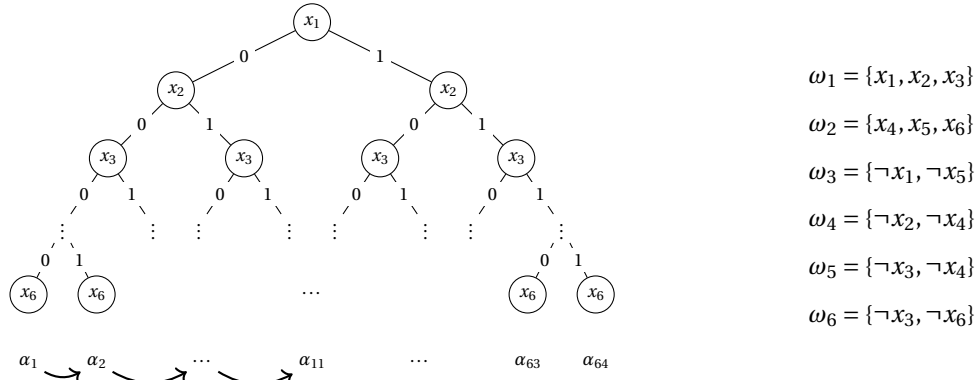 x₁
0 1
x₂ x₂
0 1 0 1
x₃ x₃ x₃ x₃
0 1 0 1 0 1 0 1
⋮ ⋮ ⋮ ⋮ ⋮ ⋮ ⋮ ⋮
0 1 0 1
x₆ x₆ ... x₆ x₆
α₁ α₂ ... α₁₁ ... α₆₃ α₆₄
ω₁ = {x₁, x₂, x₃}
ω₂ = {x₄, x₅, x₆}
ω₃ = {¬x₁, ¬x₅}
ω₄ = {¬x₂, ¬x₄}
ω₅ = {¬x₃, ¬x₄}
ω₆ = {¬x₃, ¬x₆}